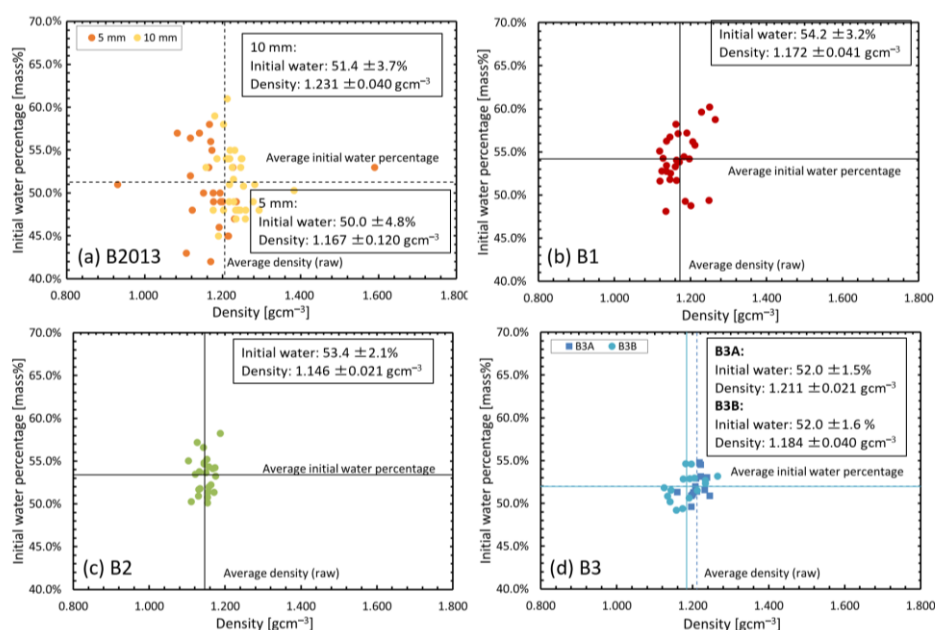 70.0%
65.0%
60.0%
55.0%
50.0%
45.0%
40.0%
Initial water percentage [mass%]
5 mm 10 mm
10 mm:
Initial water: 51.4 ±3.7%
Density: 1.231 ±0.040 gcm⁻³
Average initial water percentage
5 mm:
Initial water: 50.0 ±4.8%
Density: 1.167 ±0.120 gcm⁻³
(a) B2013
Average density (raw)
0.800 1.000 1.200 1.400 1.600 1.800
Density [gcm⁻³]
70.0%
65.0%
60.0%
55.0%
50.0%
45.0%
40.0%
Initial water percentage [mass%]
Initial water: 54.2 ±3.2%
Density: 1.172 ±0.041 gcm⁻³
Average initial water percentage
(b) B1
Average density (raw)
0.800 1.000 1.200 1.400 1.600 1.800
Density [gcm⁻³]
70.0%
65.0%
60.0%
55.0%
50.0%
45.0%
40.0%
Initial water percentage [mass%]
Initial water: 53.4 ±2.1%
Density: 1.146 ±0.021 gcm⁻³
Average initial water percentage
(c) B2
Average density (raw)
0.800 1.000 1.200 1.400 1.600 1.800
Density [gcm⁻³]
70.0%
65.0%
60.0%
55.0%
50.0%
45.0%
40.0%
Initial water percentage [mass%]
B3A B3B
B3A:
Initial water: 52.0 ±1.5%
Density: 1.211 ±0.021 gcm⁻³
B3B:
Initial water: 52.0 ±1.6 %
Density: 1.184 ±0.040 gcm⁻³
Average initial water percentage
(d) B3
Average density (raw)
0.800 1.000 1.200 1.400 1.600 1.800
Density [gcm⁻³]